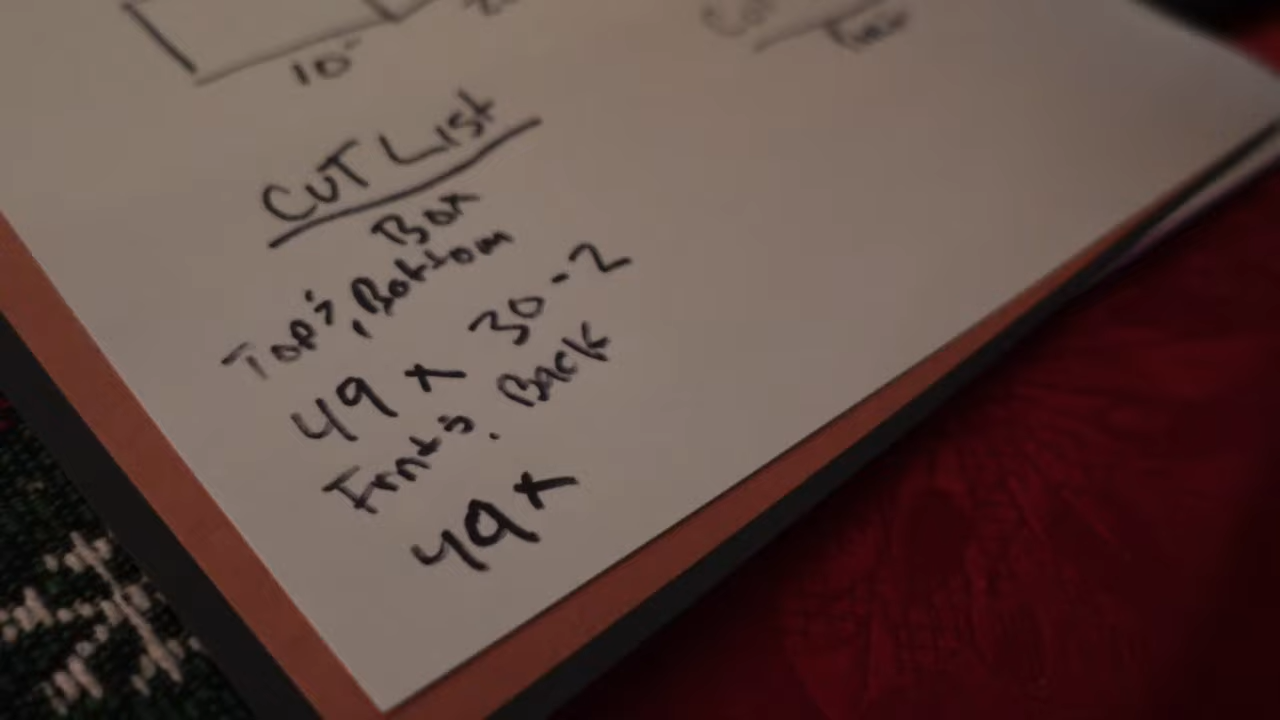 10"
CUT LIST
Box
Top's, Bottom
49 x 30 - 2
Frnt's, Back
49 x